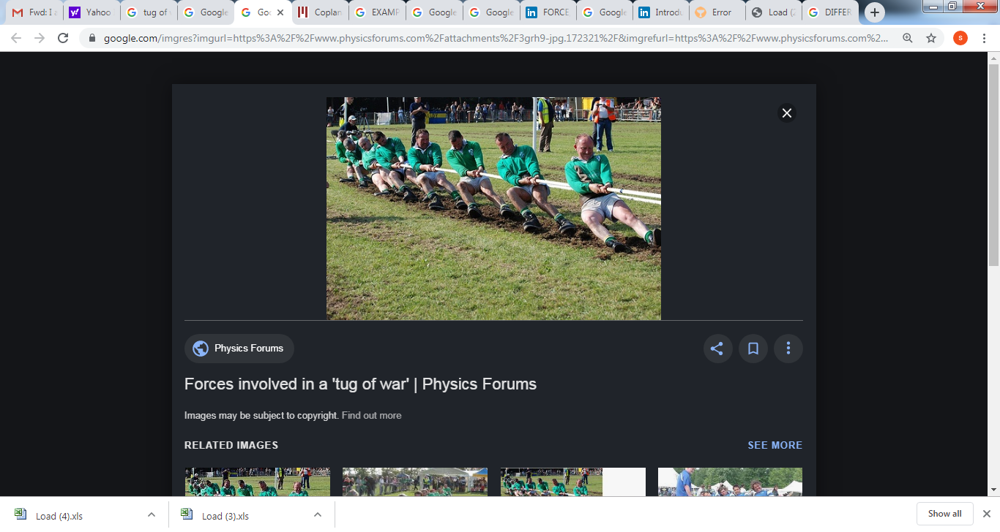 Fwd: I a
Yahoo
tug of
Google
Goo
Coplan
EXAMP
Google
Google
FORCE
Google
Introdu
Error
Load (2
DIFFER
google.com/imgres?imgurl=https%3A%2F%2Fwww.physicsforums.com%2Fattachments%2F3grh9-jpg.172321%2F&imgrefurl=https%3A%2F%2Fwww.physicsforums.com%2...
s
Physics Forums
Forces involved in a 'tug of war' | Physics Forums
Images may be subject to copyright. Find out more
RELATED IMAGES
SEE MORE
Load (4).xls
Load (3).xls
Show all